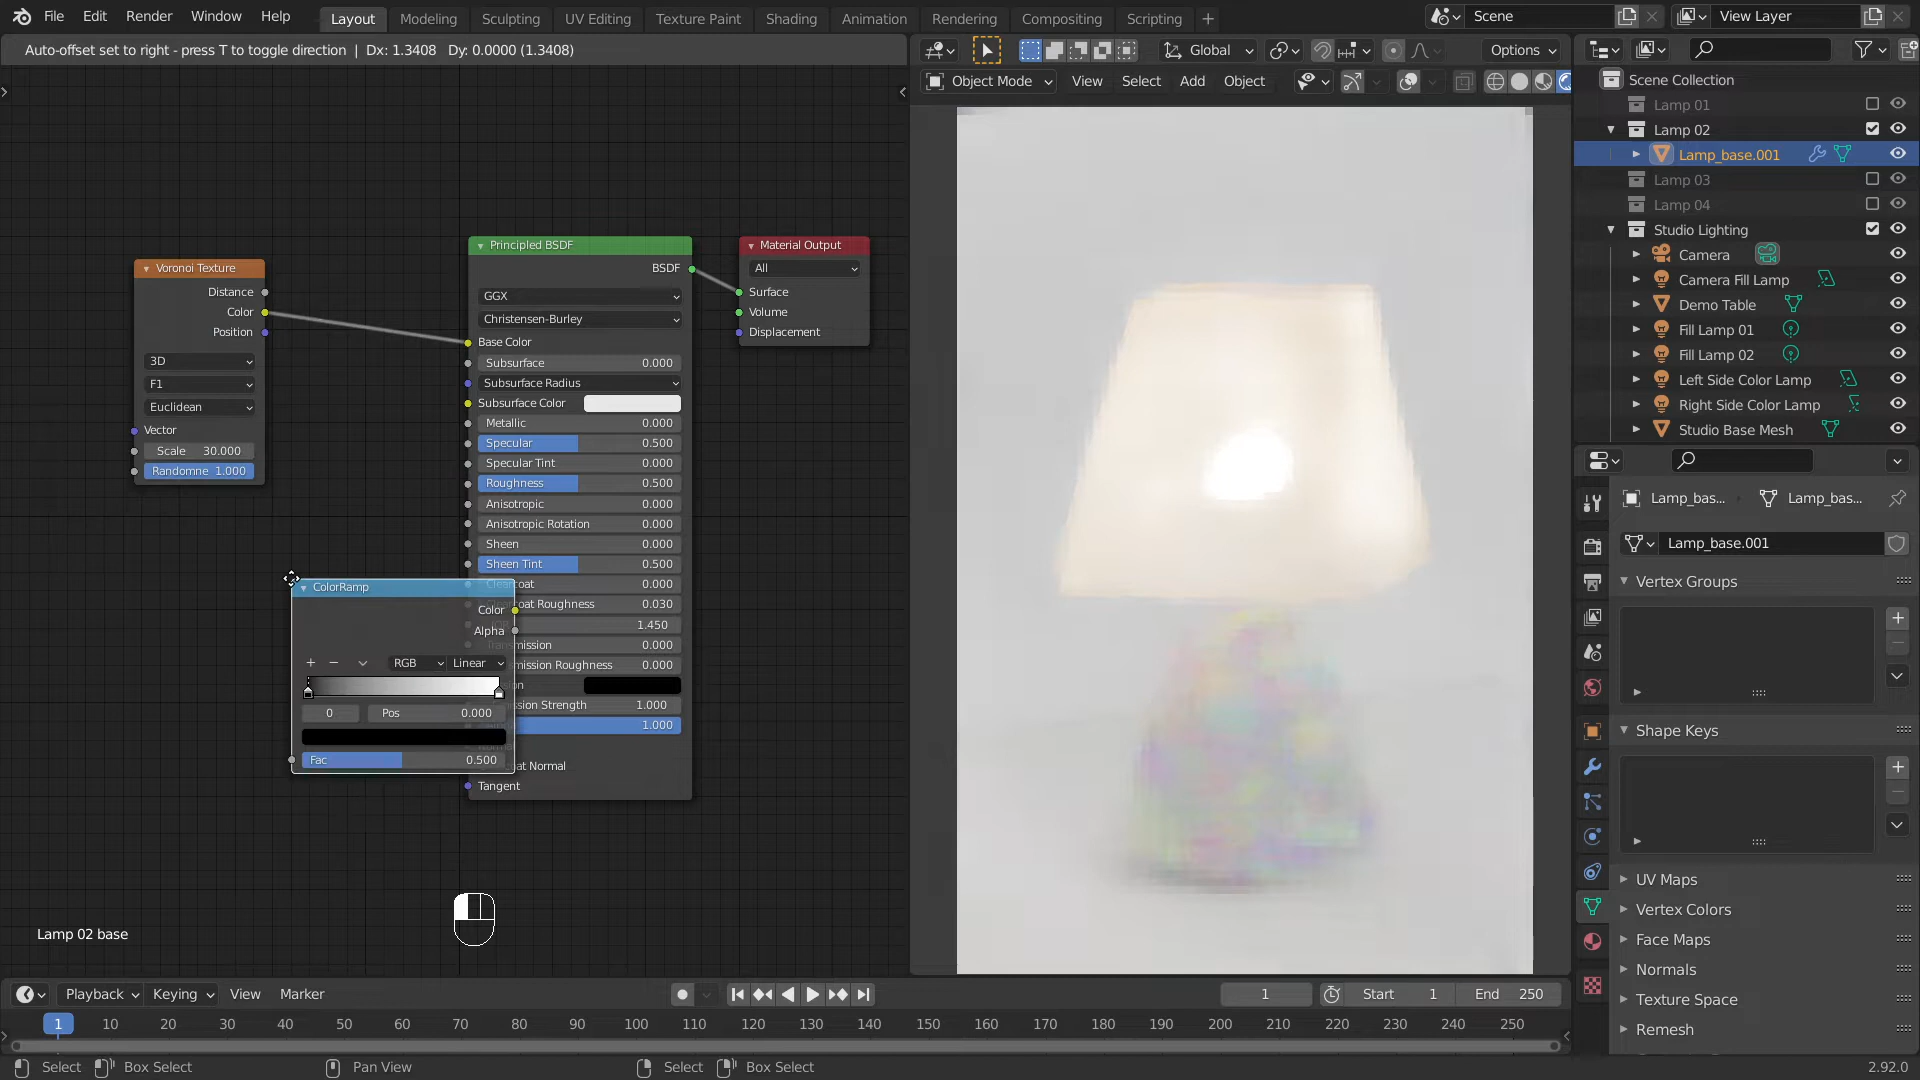 File Edit Render Window Help Layout Modeling Sculpting UV Editing Texture Paint Shading Animation Rendering Compositing Scripting Scene View Layer
Auto-offset set to right - press T to toggle direction | Dx: 1.3408 Dy: 0.0000 (1.3408)
Global Options
Object Mode View Select Add Object
Scene Collection
Lamp 01
Lamp 02
Lamp_base.001
Lamp 03
Lamp 04
Studio Lighting
Camera
Camera Fill Lamp
Demo Table
Fill Lamp 01
Fill Lamp 02
Left Side Color Lamp
Right Side Color Lamp
Studio Base Mesh
Voronoi Texture
Distance
Color
Position
3D
F1
Euclidean
Vector
Scale 30.000
Randomne 1.000
Principled BSDF
BSDF
GGX
Christensen-Burley
Base Color
Subsurface 0.000
Subsurface Radius
Subsurface Color
Metallic 0.000
Specular 0.500
Specular Tint 0.000
Roughness 0.500
Anisotropic 0.000
Anisotropic Rotation 0.000
Sheen 0.000
Sheen Tint 0.500
Clearcoat 0.000
coat Roughness 0.030
1.450
smission 0.000
smission Roughness 0.000
sion
ission Strength 1.000
1.000
oat Normal
Tangent
Material Output
All
Surface
Volume
Displacement
ColorRamp
Color
Alpha
+ − RGB Linear
0 Pos 0.000
Fac 0.500
Lamp 02 base
Lamp_bas... Lamp_bas...
Lamp_base.001
Vertex Groups
Shape Keys
UV Maps
Vertex Colors
Face Maps
Normals
Texture Space
Remesh
Playback Keying View Marker 1 Start 1 End 250
1 10 20 30 40 50 60 70 80 90 100 110 120 130 140 150 160 170 180 190 200 210 220 230 240 250
Select Box Select Pan View Select Box Select 2.92.0